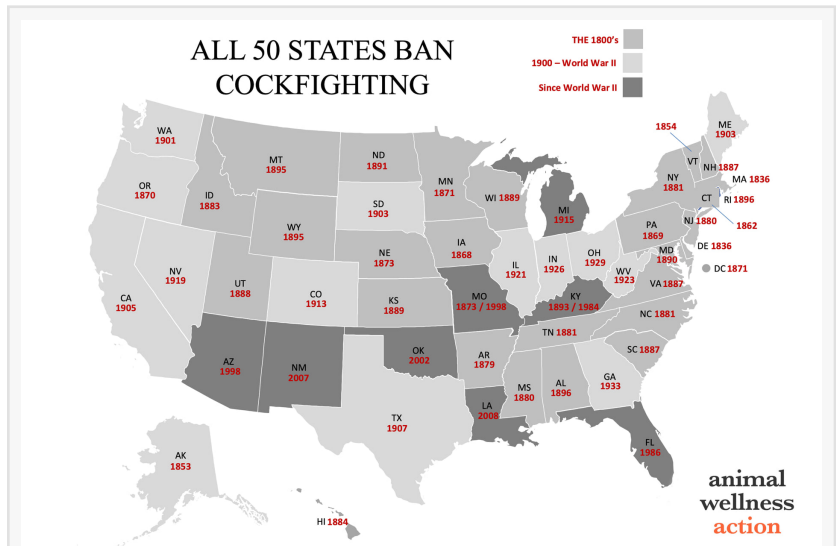 ALL 50 STATES BAN
COCKFIGHTING
THE 1800's
1900 – World War II
Since World War II
WA
1901
OR
1870
CA
1905
NV
1919
ID
1883
MT
1895
WY
1895
UT
1888
CO
1913
AZ
1998
NM
2007
ND
1891
SD
1903
NE
1873
KS
1889
OK
2002
TX
1907
MN
1871
IA
1868
MO
1873 / 1998
AR
1879
LA
2008
WI 1889
IL
1921
MI
1915
IN
1926
OH
1929
KY
1893 / 1984
TN 1881
MS
1880
AL
1896
GA
1933
FL
1986
SC 1887
NC 1881
VA 1887
WV
1923
MD
1890
DC 1871
DE 1836
PA
1869
NJ 1880
NY
1881
CT
1862
RI 1896
MA 1836
1854
VT
NH 1887
ME
1903
AK
1853
HI 1884
animal
wellness
action